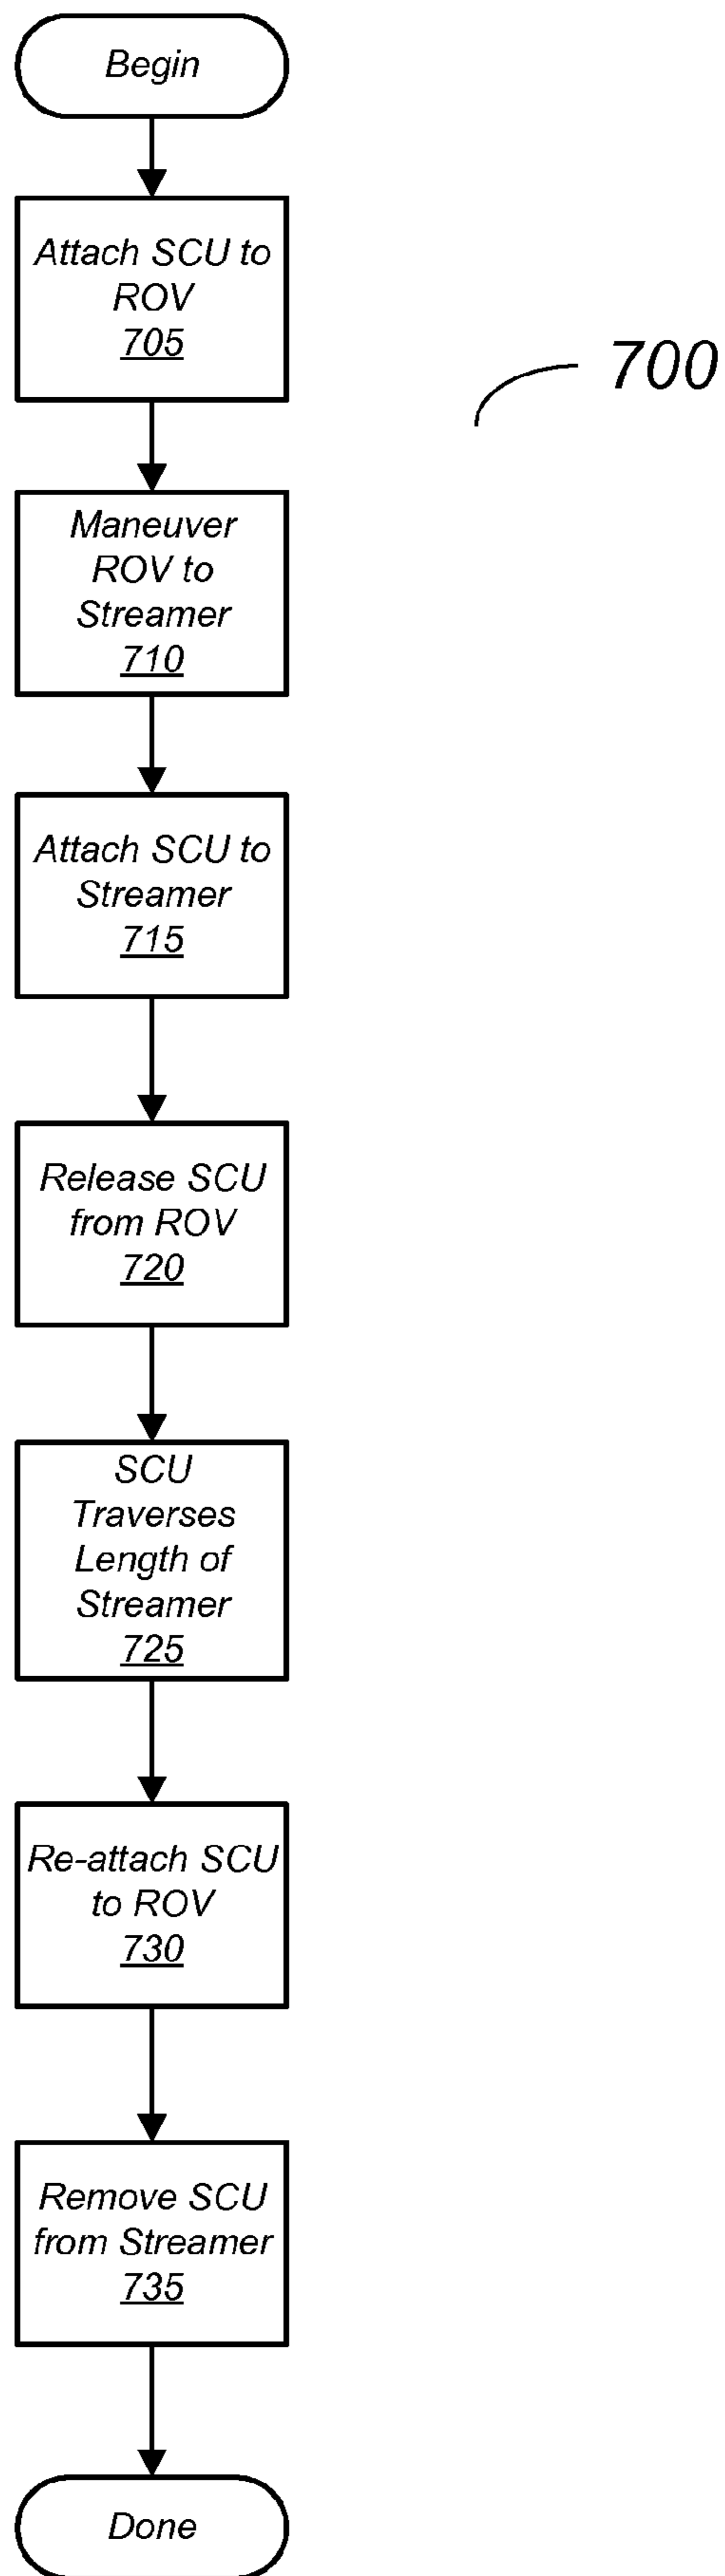 Begin
Attach SCU to
ROV
705
700
Maneuver
ROV to
Streamer
710
Attach SCU to
Streamer
715
Release SCU
from ROV
720
SCU
Traverses
Length of
Streamer
725
Re-attach SCU
to ROV
730
Remove SCU
from Streamer
735
Done